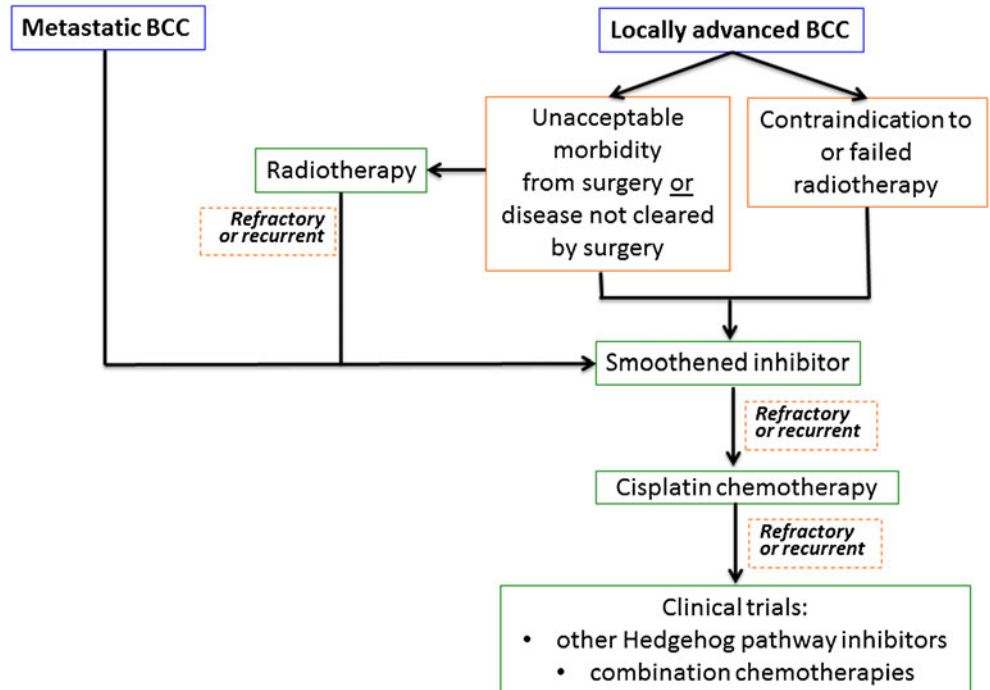 Metastatic BCC
Locally advanced BCC
Unacceptable
morbidity
from surgery or
disease not cleared
by surgery
Contraindication to
or failed
radiotherapy
Radiotherapy
Refractory
or recurrent
Smoothened inhibitor
Refractory
or recurrent
Cisplatin chemotherapy
Refractory
or recurrent
Clinical trials:
• other Hedgehog pathway inhibitors
• combination chemotherapies